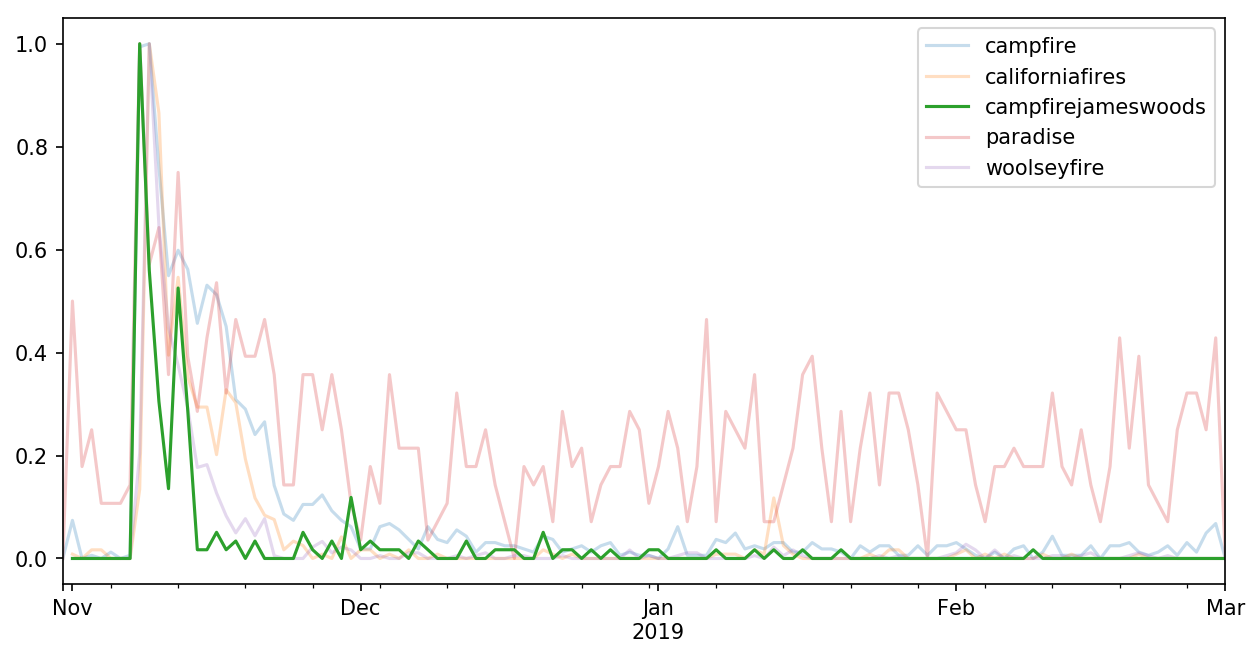 1.0
0.8
0.6
0.4
0.2
0.0
campfire
californiafires
campfirejameswoods
paradise
woolseyfire
Nov
Dec
Jan
2019
Feb
Mar